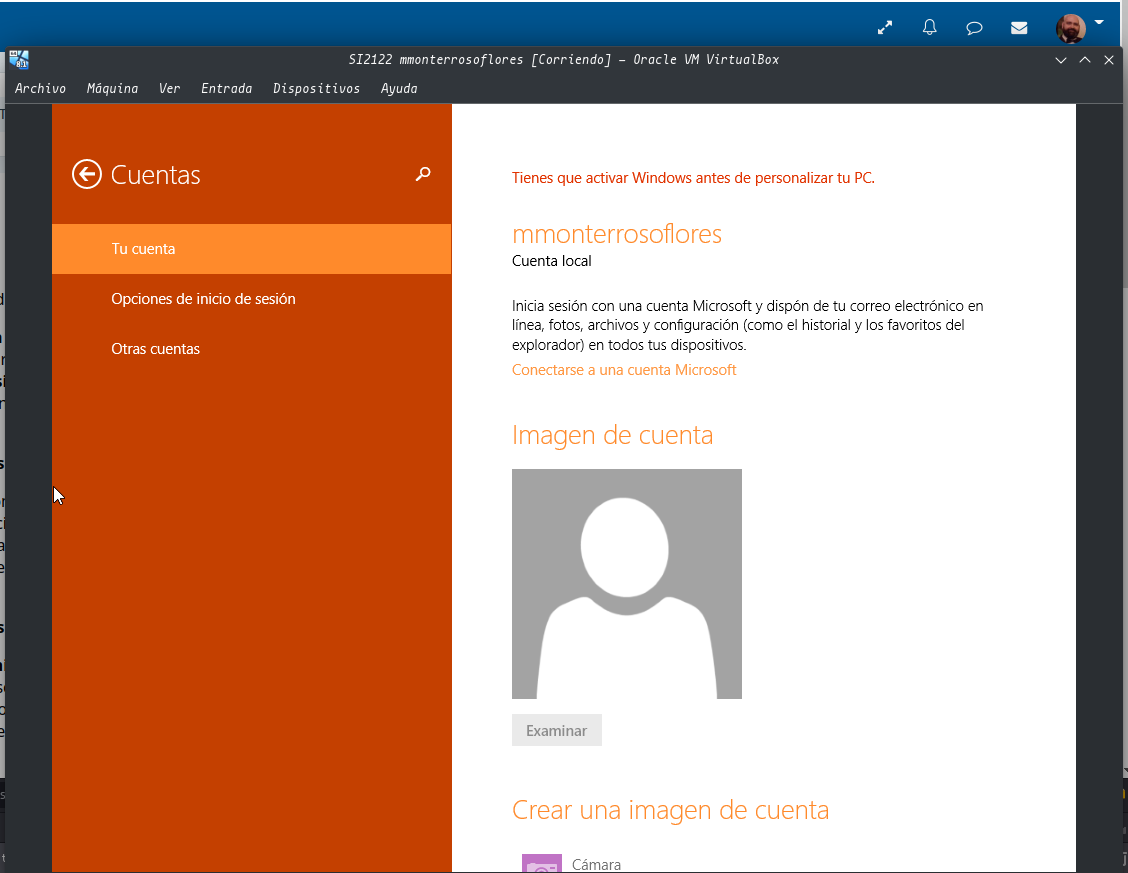 SI2122 mmonterrosoflores [Corriendo] – Oracle VM VirtualBox
Archivo Máquina Ver Entrada Dispositivos Ayuda
Cuentas
Tu cuenta
Opciones de inicio de sesión
Otras cuentas
Tienes que activar Windows antes de personalizar tu PC.
mmonterrosoflores
Cuenta local
Inicia sesión con una cuenta Microsoft y dispón de tu correo electrónico en
línea, fotos, archivos y configuración (como el historial y los favoritos del
explorador) en todos tus dispositivos.
Conectarse a una cuenta Microsoft
Imagen de cuenta
Examinar
Crear una imagen de cuenta
Cámara